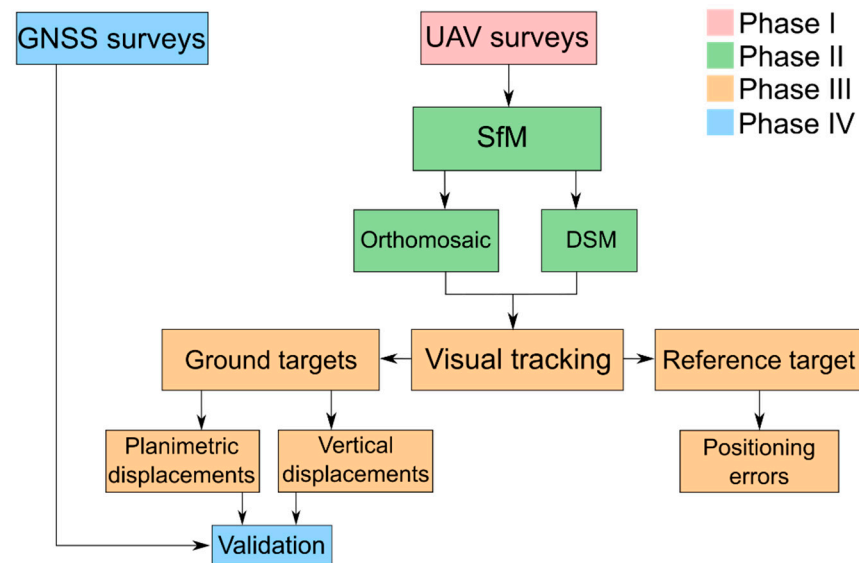 GNSS surveys
UAV surveys
Phase I
Phase II
Phase III
Phase IV
SfM
Orthomosaic
DSM
Ground targets
Visual tracking
Reference target
Planimetric
displacements
Vertical
displacements
Positioning
errors
Validation